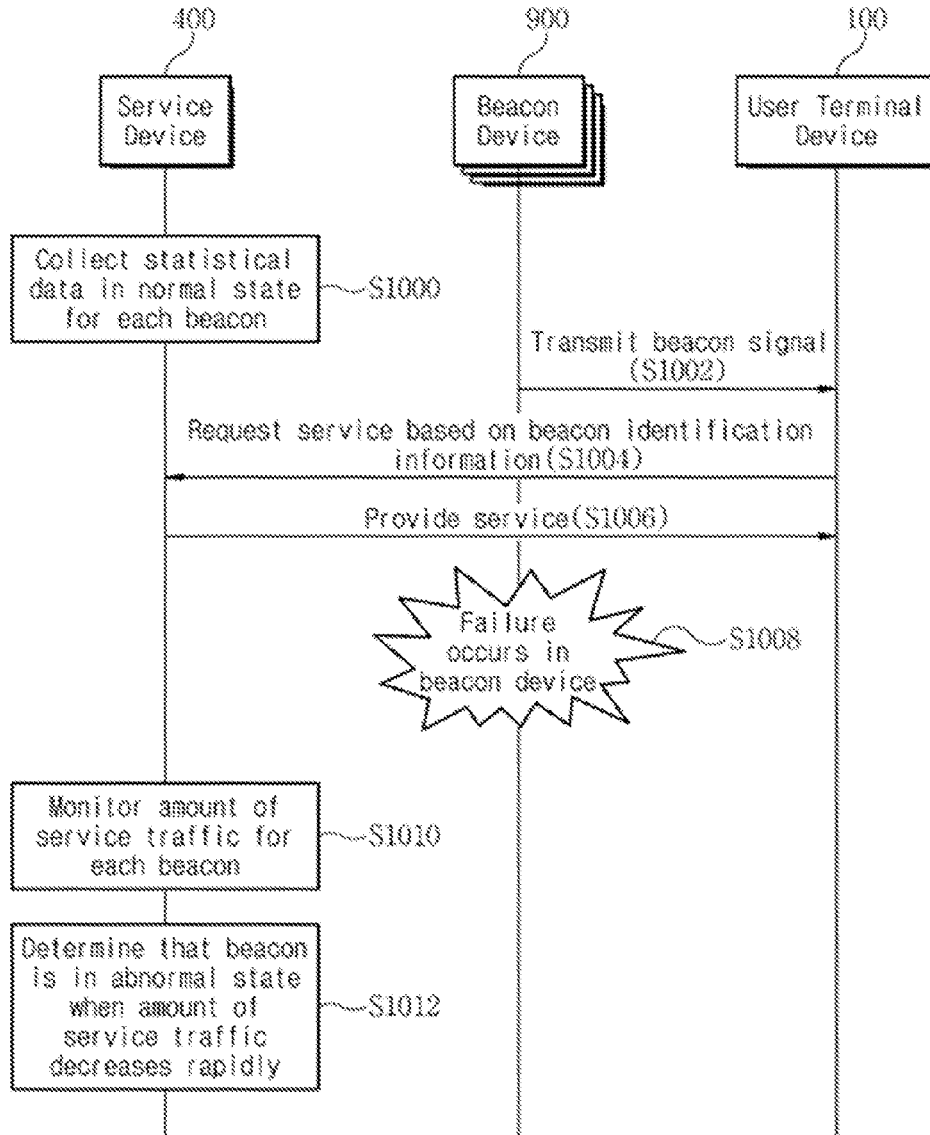 400
900
100
Service
Device
Beacon
Device
User Terminal
Device
Collect statistical
data in normal state
for each beacon
S1000
Transmit beacon signal
(S1002)
Request service based on beacon identification
information(S1004)
Provide service(S1006)
Failure
occurs in
beacon device
S1008
Monitor amount of
service traffic for
each beacon
S1010
Determine that beacon
is in abnormal state
when amount of
service traffic
decreases rapidly
S1012